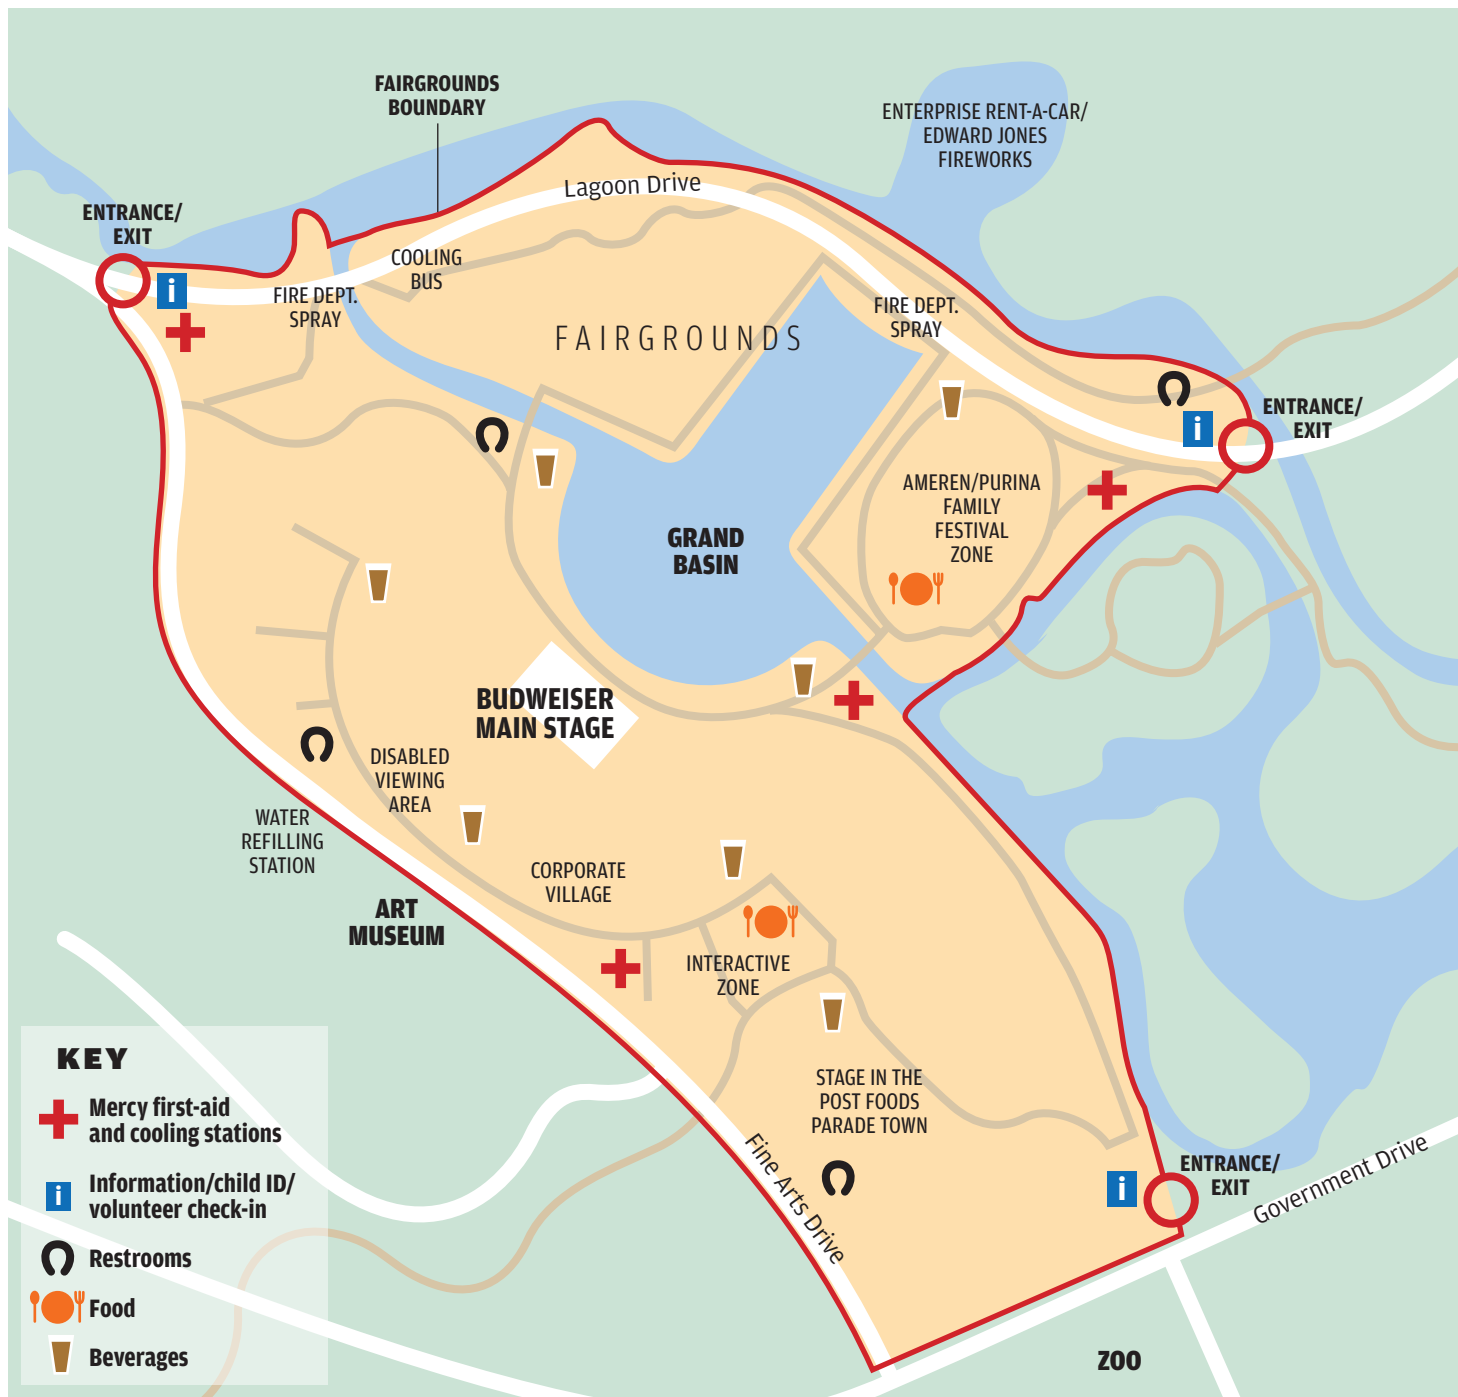 FAIRGROUNDS
BOUNDARY
ENTERPRISE RENT-A-CAR/
EDWARD JONES
FIREWORKS
Lagoon Drive
ENTRANCE/
EXIT
i
COOLING
BUS
FIRE DEPT.
SPRAY
FAIRGROUNDS
FIRE DEPT.
SPRAY
i
ENTRANCE/
EXIT
AMEREN/PURINA
FAMILY
FESTIVAL
ZONE
GRAND
BASIN
BUDWEISER
MAIN STAGE
DISABLED
VIEWING
AREA
WATER
REFILLING
STATION
CORPORATE
VILLAGE
ART
MUSEUM
INTERACTIVE
ZONE
STAGE IN THE
POST FOODS
PARADE TOWN
Fine Arts Drive
i
ENTRANCE/
EXIT
Government Drive
ZOO
KEY
Mercy first-aid
and cooling stations
i
Information/child ID/
volunteer check-in
Restrooms
Food
Beverages